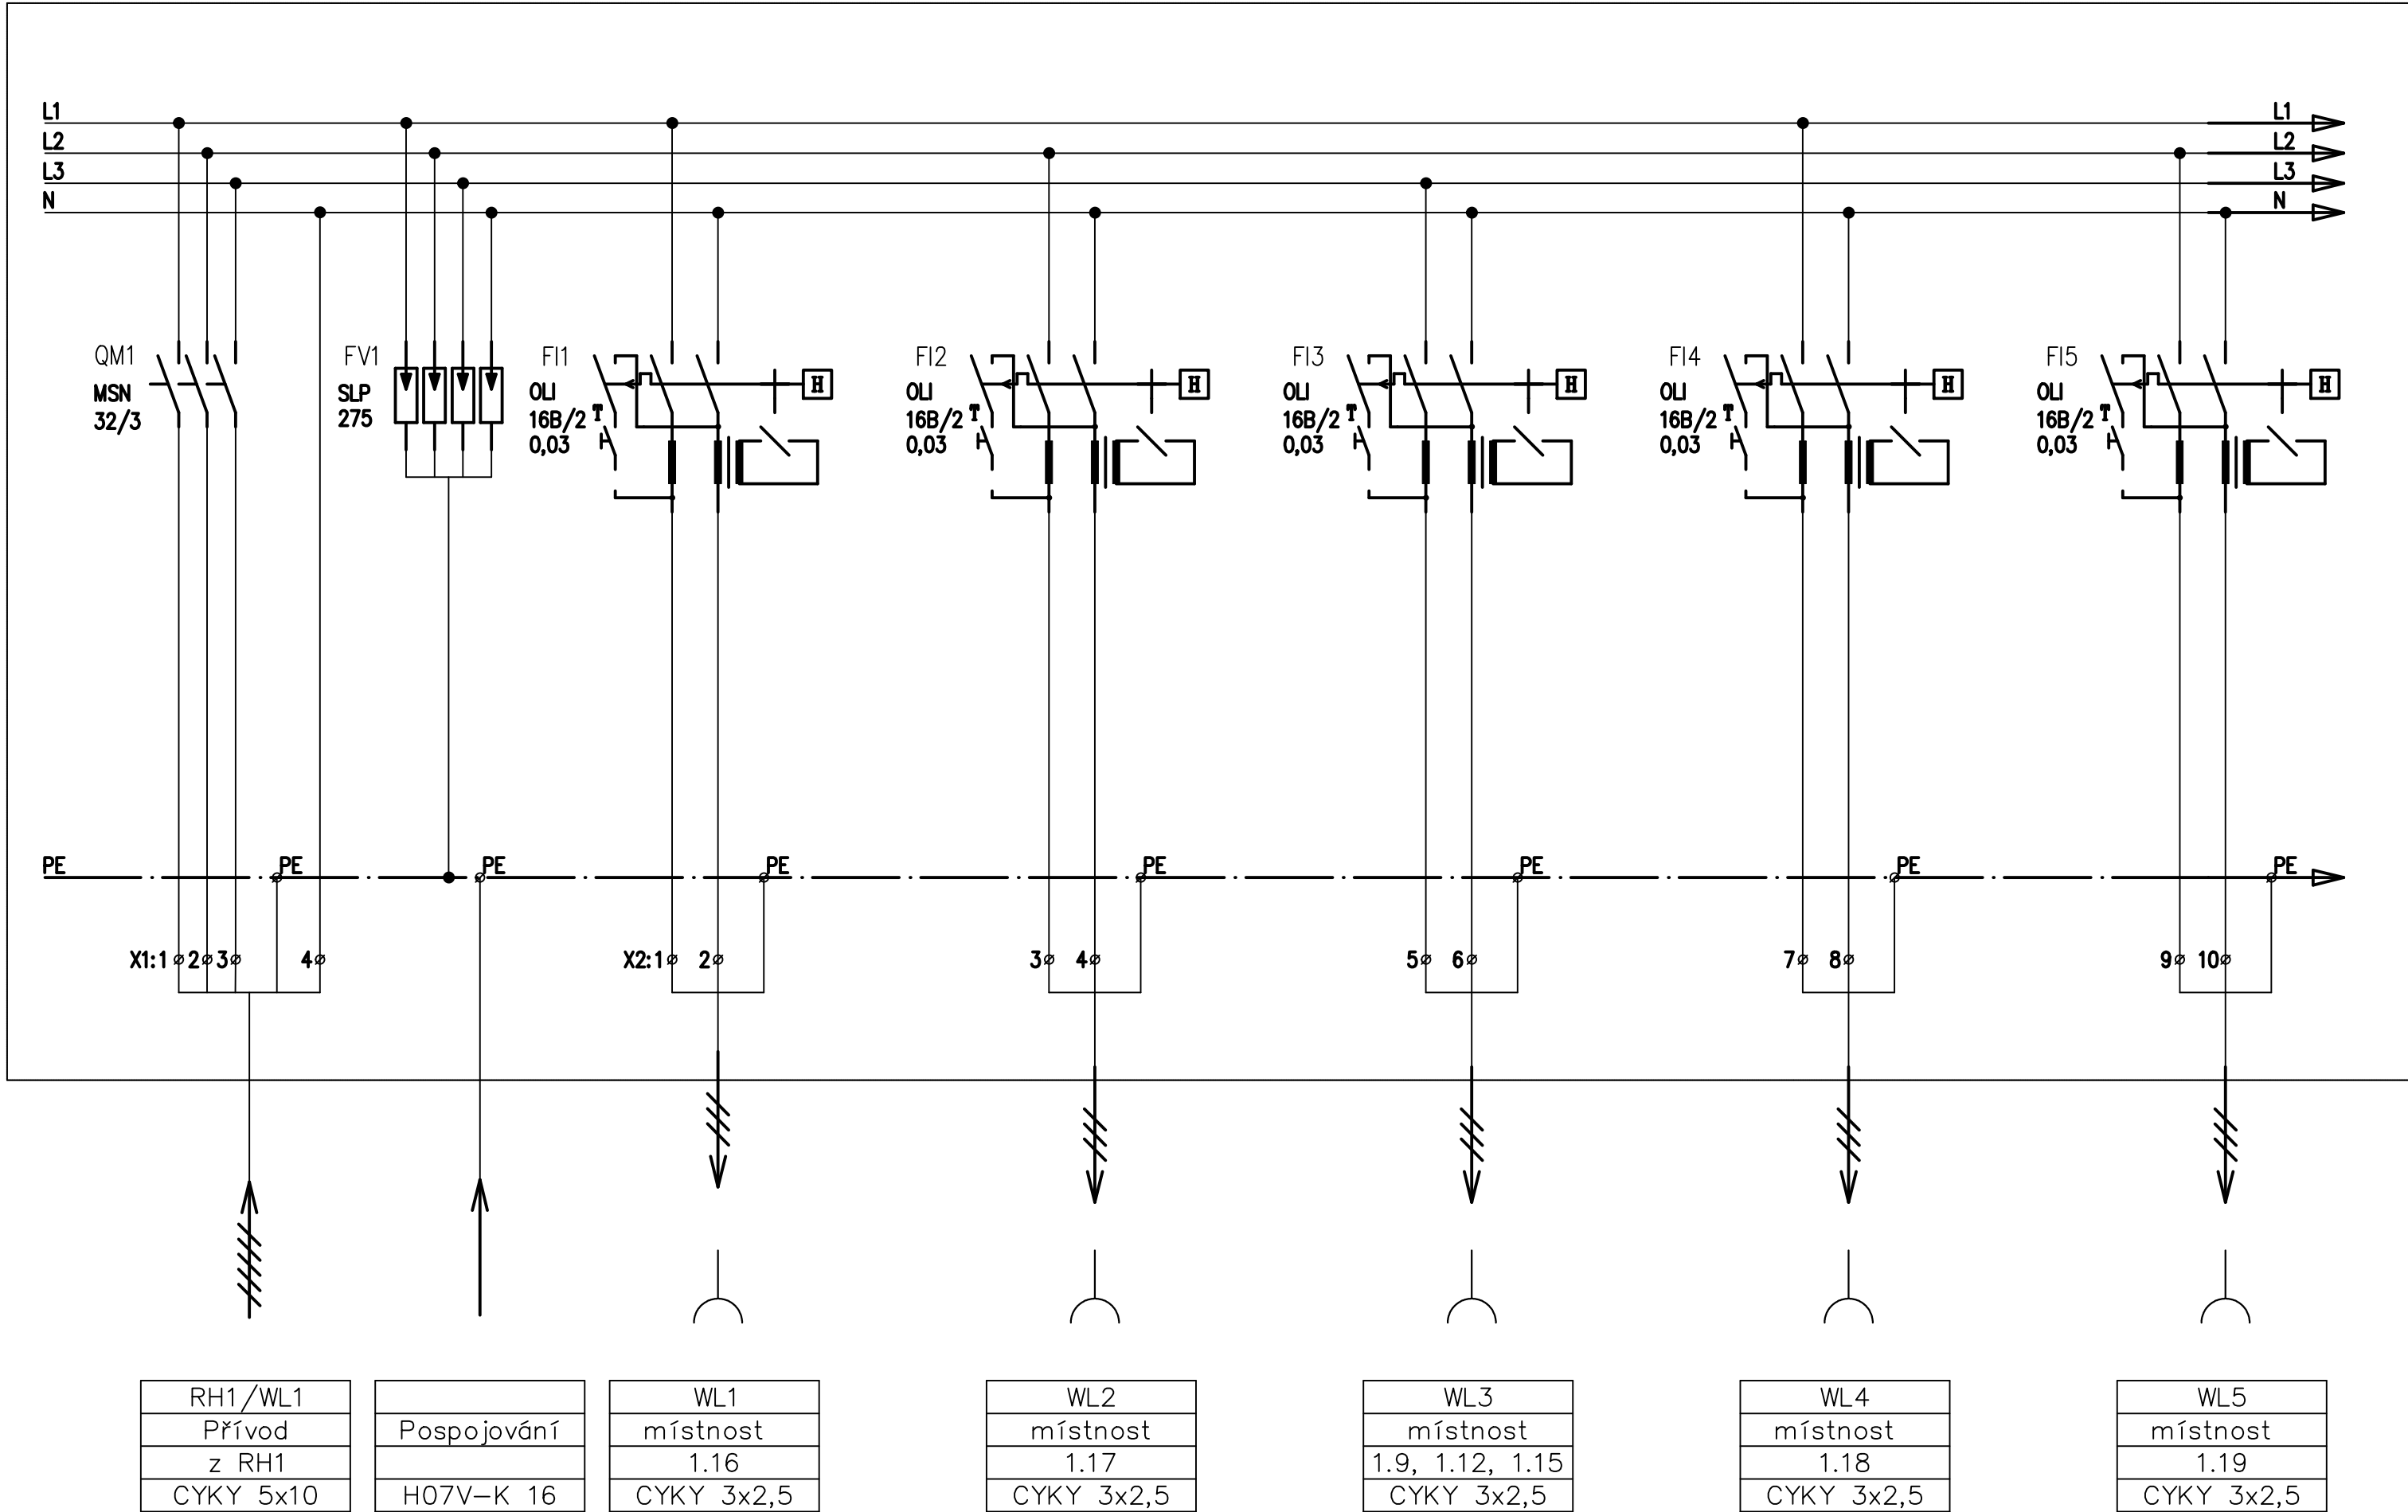 L1
L1
L2
L2
L3
L3
N
N
QM1
MSN
32/3
FV1
SLP
275
FI1
OLI
16B/2
0,03
T
H
FI2
OLI
16B/2
0,03
T
H
FI3
OLI
16B/2
0,03
T
H
FI4
OLI
16B/2
0,03
T
H
FI5
OLI
16B/2
0,03
T
H
PE
PE
PE
PE
PE
PE
PE
PE
X1:1 2 3 4
X2:1 2
3 4
5 6
7 8
9 10
RH1/WL1
Přívod
z RH1
CYKY 5x10
Pospojování
H07V-K 16
WL1
místnost
1.16
CYKY 3x2,5
WL2
místnost
1.17
CYKY 3x2,5
WL3
místnost
1.9, 1.12, 1.15
CYKY 3x2,5
WL4
místnost
1.18
CYKY 3x2,5
WL5
místnost
1.19
CYKY 3x2,5